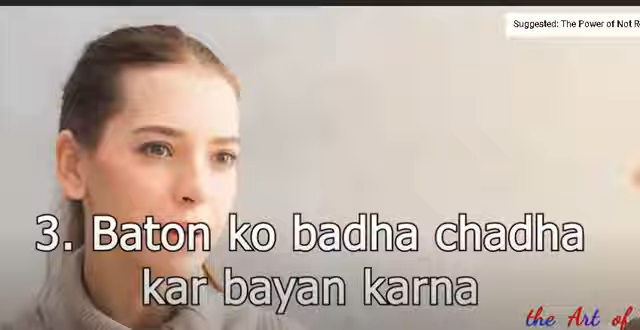 Suggested: The Power of Not
3. Baton ko badha chadha
kar bayan karna
the Art of